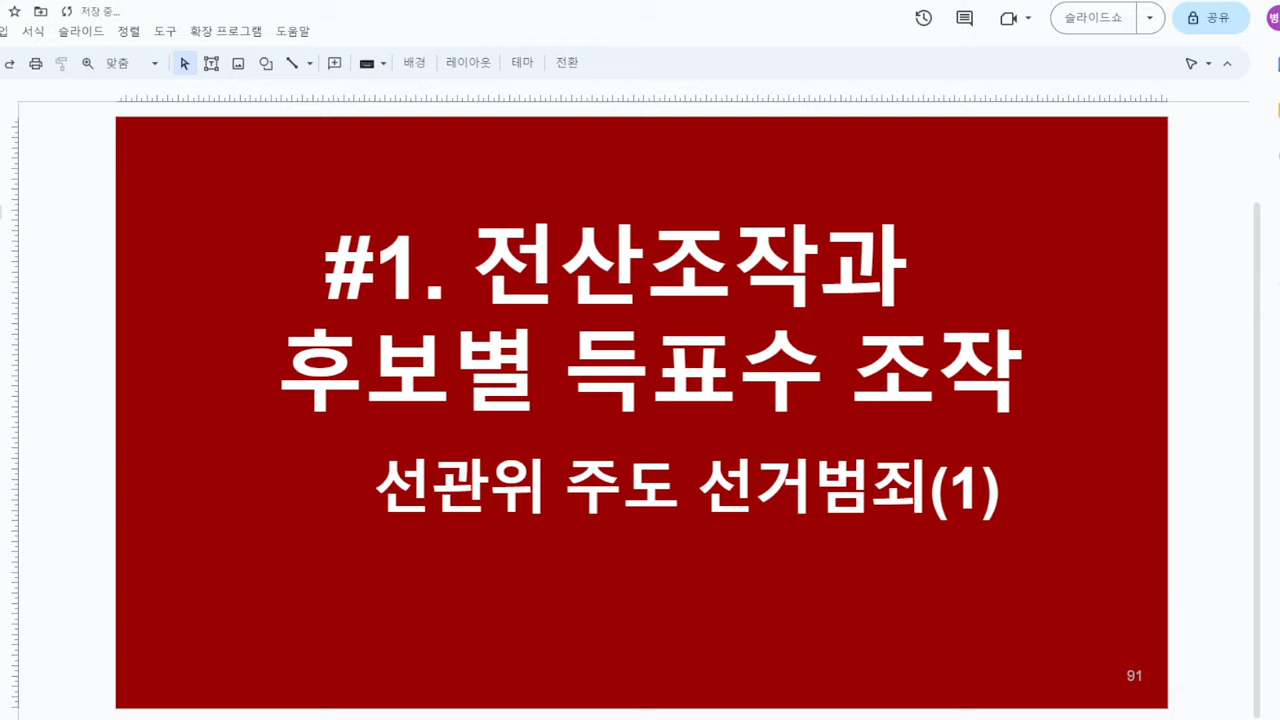 저장 중...
입 서식 슬라이드 정렬 도구 확장 프로그램 도움말
슬라이드쇼 공유 병
맞춤 배경 레이아웃 테마 전환
#1. 전산조작과
후보별 득표수 조작
선관위 주도 선거범죄(1)
91